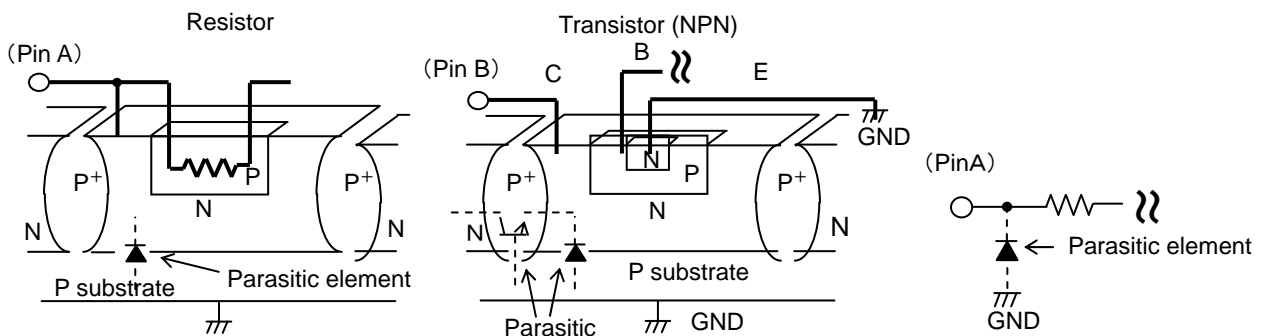 Resistor
(Pin A)
P+
P
P+
N
N
Parasitic element
P substrate
Transistor (NPN)
(Pin B)
C
B
E
GND
P+
N
P
P+
N
N
N
P substrate
Parasitic
GND
(PinA)
Parasitic element
GND